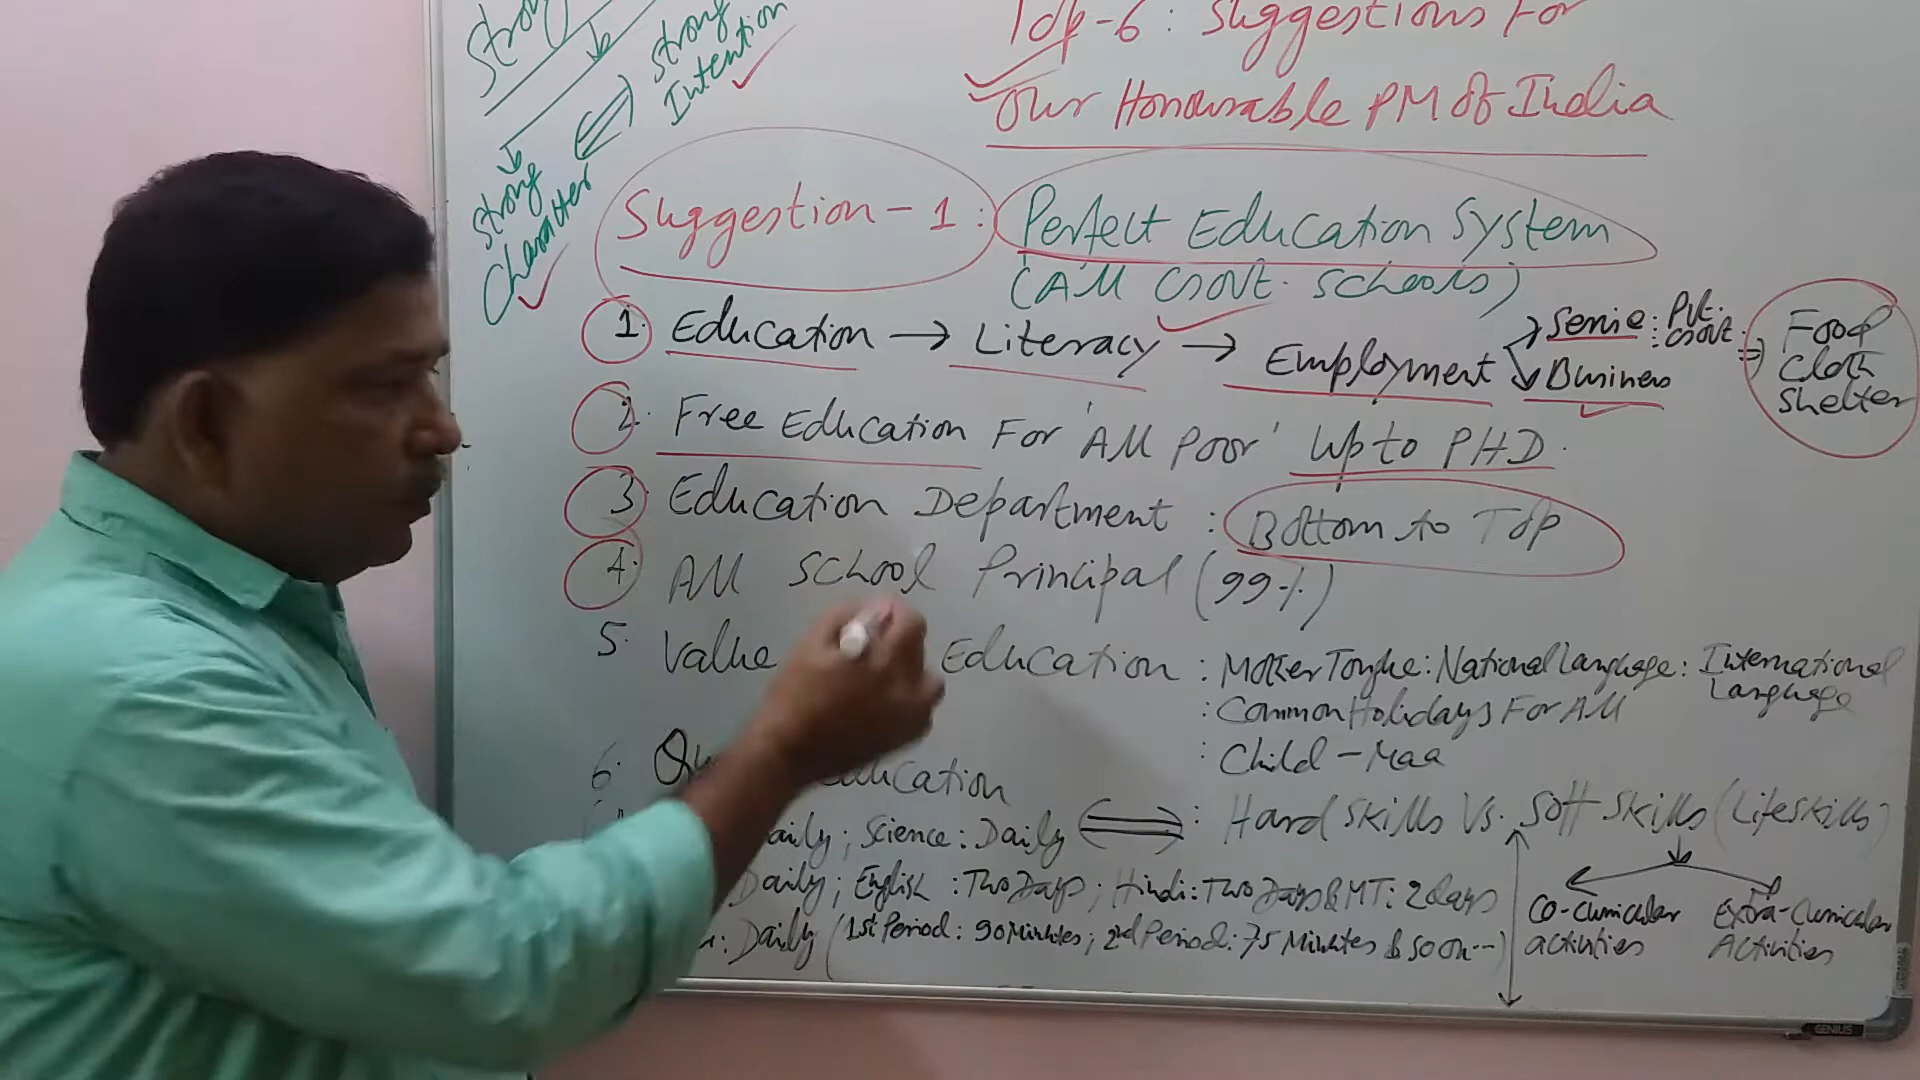 Strong
Strong
Intention
Strong
Character
Top-6: Suggestions For
Our Honourable PM Of India
Suggestion-1: Perfect Education System
(All Govt. Schools)
1. Education → Literacy → Employment
Servie: Pvt.
: Govt.
Business
⇒ Food
Cloth
Shelter
2. Free Education For 'All Poor' Upto PHD.
3. Education Department: Bottom to Top
4. All School Principal (99%)
5. Value Education : Mother Tongue: National Language: International Language
: Common Holidays For All
: Child - Maa
6. Education
Daily; Science: Daily ⟺ : Hard Skills Vs. Soft Skills (Lifeskills)
Daily; English: Two Days; Hindi: Two Days & MT: 2 days
: Daily (1st Period: 90 Minutes; 2nd Period: 75 Minutes & Soon---)
Co-Curricular
activities
Extra-Curricular
Activities
GENIUS